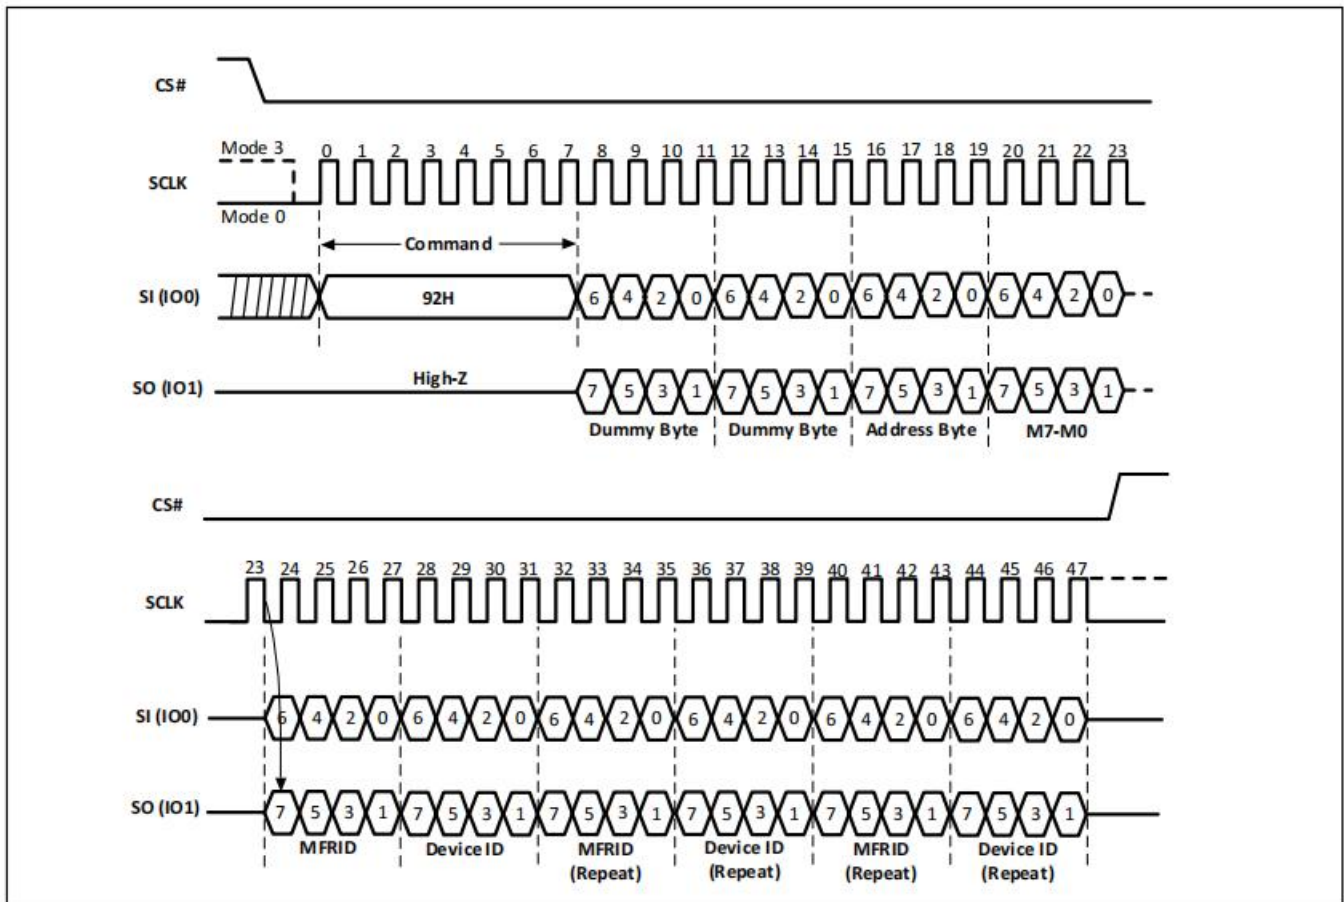 CS#
Mode 3
0 1 2 3 4 5 6 7 8 9 10 11 12 13 14 15 16 17 18 19 20 21 22 23
SCLK
Mode 0
Command
SI (IO0)
92H
6 4 2 0 6 4 2 0 6 4 2 0 6 4 2 0
High-Z
SO (IO1)
7 5 3 1 7 5 3 1 7 5 3 1 7 5 3 1
Dummy Byte Dummy Byte Address Byte M7-M0
CS#
23 24 25 26 27 28 29 30 31 32 33 34 35 36 37 38 39 40 41 42 43 44 45 46 47
SCLK
SI (IO0)
6 4 2 0 6 4 2 0 6 4 2 0 6 4 2 0 6 4 2 0 6 4 2 0
SO (IO1)
7 5 3 1 7 5 3 1 7 5 3 1 7 5 3 1 7 5 3 1 7 5 3 1
MFRID Device ID MFRID Device ID MFRID Device ID
(Repeat) (Repeat) (Repeat) (Repeat)